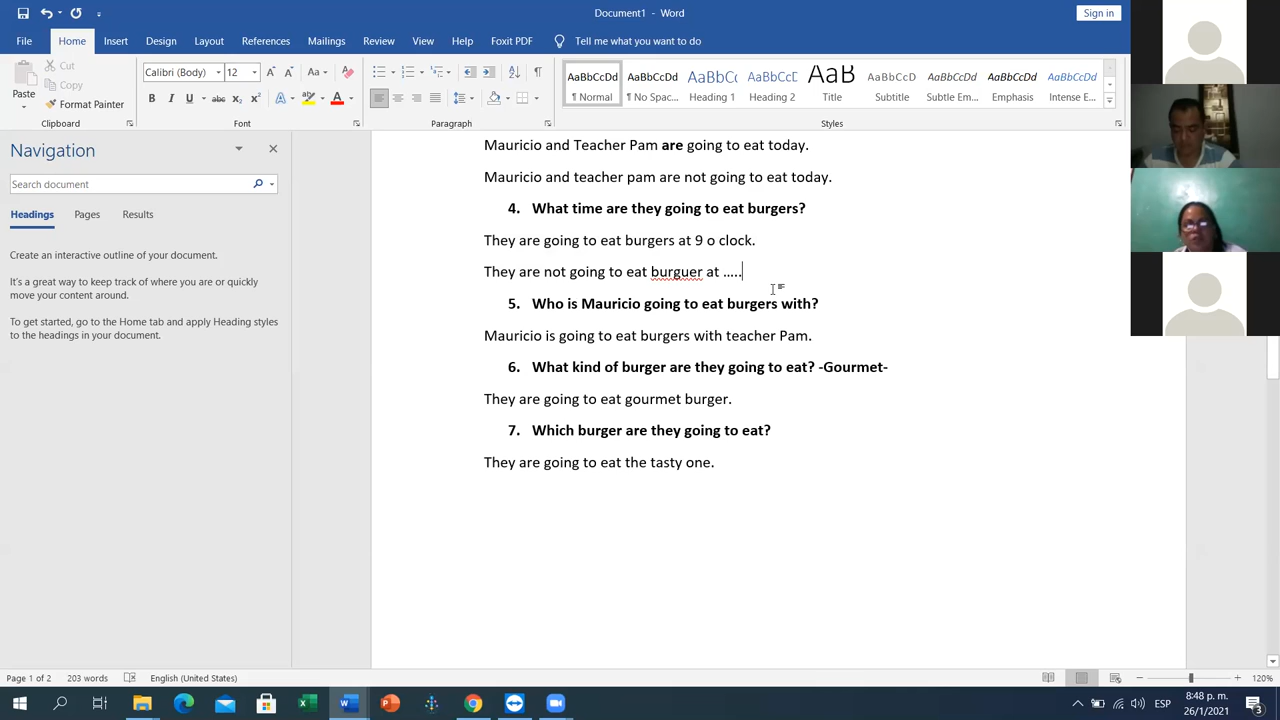 Document1 - Word
Sign in
File Home Insert Design Layout References Mailings Review View Help Foxit PDF Tell me what you want to do
Paste
Cut
Copy
Format Painter
Calibri (Body) 12
Clipboard
Font
Paragraph
AaBbCcDd
¶ Normal
AaBbCcDd
¶ No Spac...
AaBbCc
Heading 1
AaBbCcD
Heading 2
AaB
Title
AaBbCcD
Subtitle
AaBbCcDd
Subtle Em...
AaBbCcDd
Emphasis
AaBbCcDd
Intense E...
Styles
Navigation
Search document
Headings Pages Results
Create an interactive outline of your document.
It's a great way to keep track of where you are or quickly
move your content around.
To get started, go to the Home tab and apply Heading styles
to the headings in your document.
Mauricio and Teacher Pam are going to eat today.
Mauricio and teacher pam are not going to eat today.
4. What time are they going to eat burgers?
They are going to eat burgers at 9 o clock.
They are not going to eat burguer at …..
5. Who is Mauricio going to eat burgers with?
Mauricio is going to eat burgers with teacher Pam.
6. What kind of burger are they going to eat? -Gourmet-
They are going to eat gourmet burger.
7. Which burger are they going to eat?
They are going to eat the tasty one.
Page 1 of 2 203 words English (United States)
120%
ESP
8:48 p. m.
26/1/2021
3